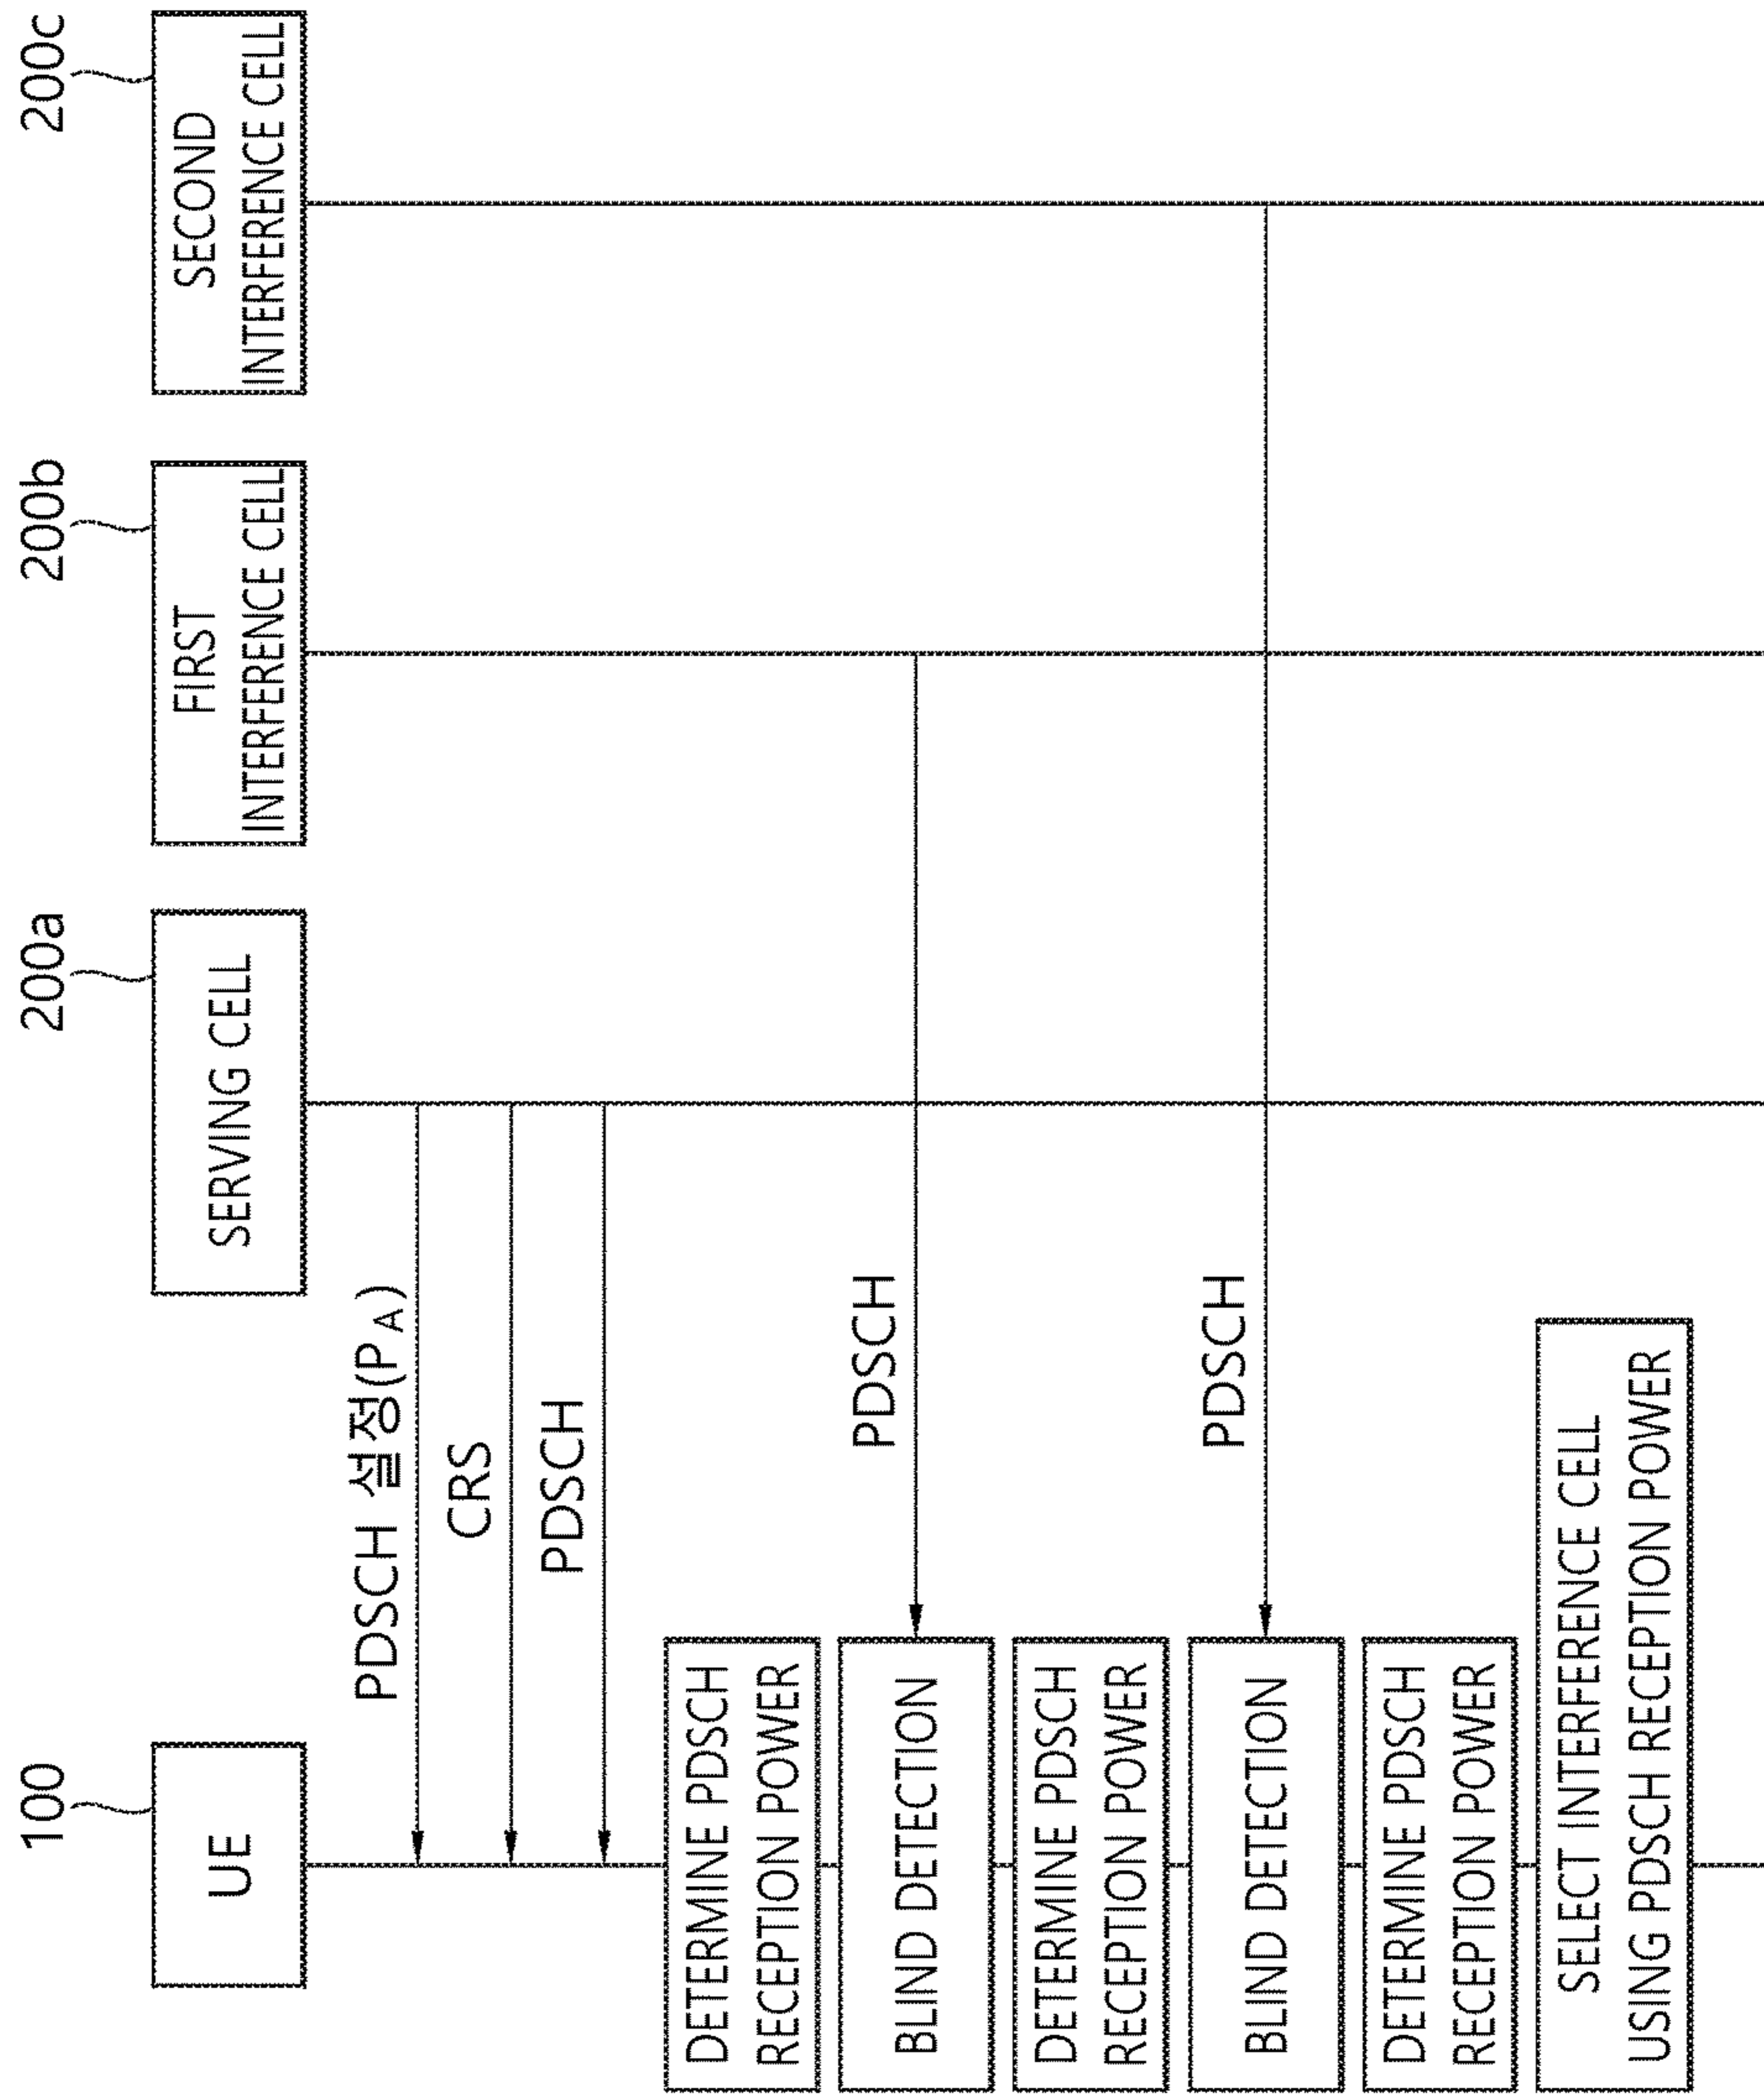 100
200a
200b
200c
UE
SERVING CELL
FIRST
INTERFERENCE CELL
SECOND
INTERFERENCE CELL
PDSCH 설정(PA)
CRS
PDSCH
DETERMINE PDSCH
RECEPTION POWER
PDSCH
BLIND DETECTION
DETERMINE PDSCH
RECEPTION POWER
PDSCH
BLIND DETECTION
DETERMINE PDSCH
RECEPTION POWER
SELECT INTERFERENCE CELL
USING PDSCH RECEPTION POWER